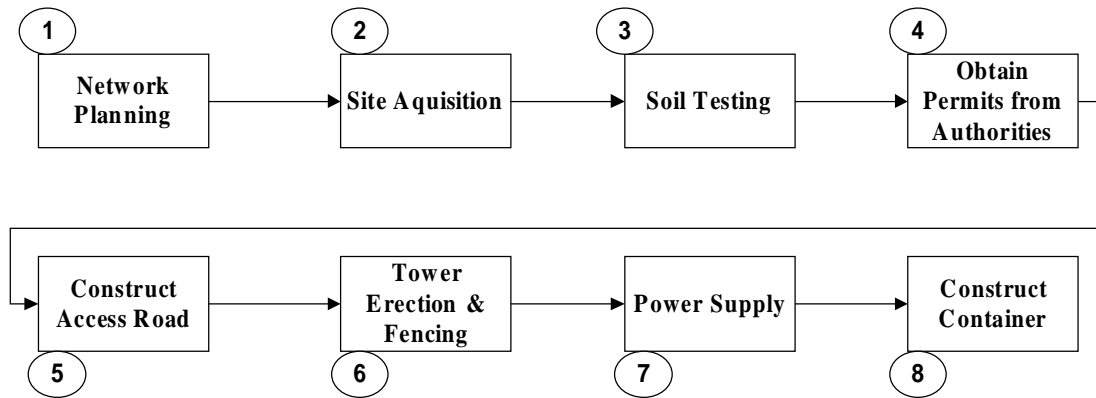 1
Network
Planning
2
Site Aquisition
3
Soil Testing
4
Obtain
Permits from
Authorities
Construct
Access Road
5
Tower
Erection &
Fencing
6
Power Supply
7
Construct
Container
8